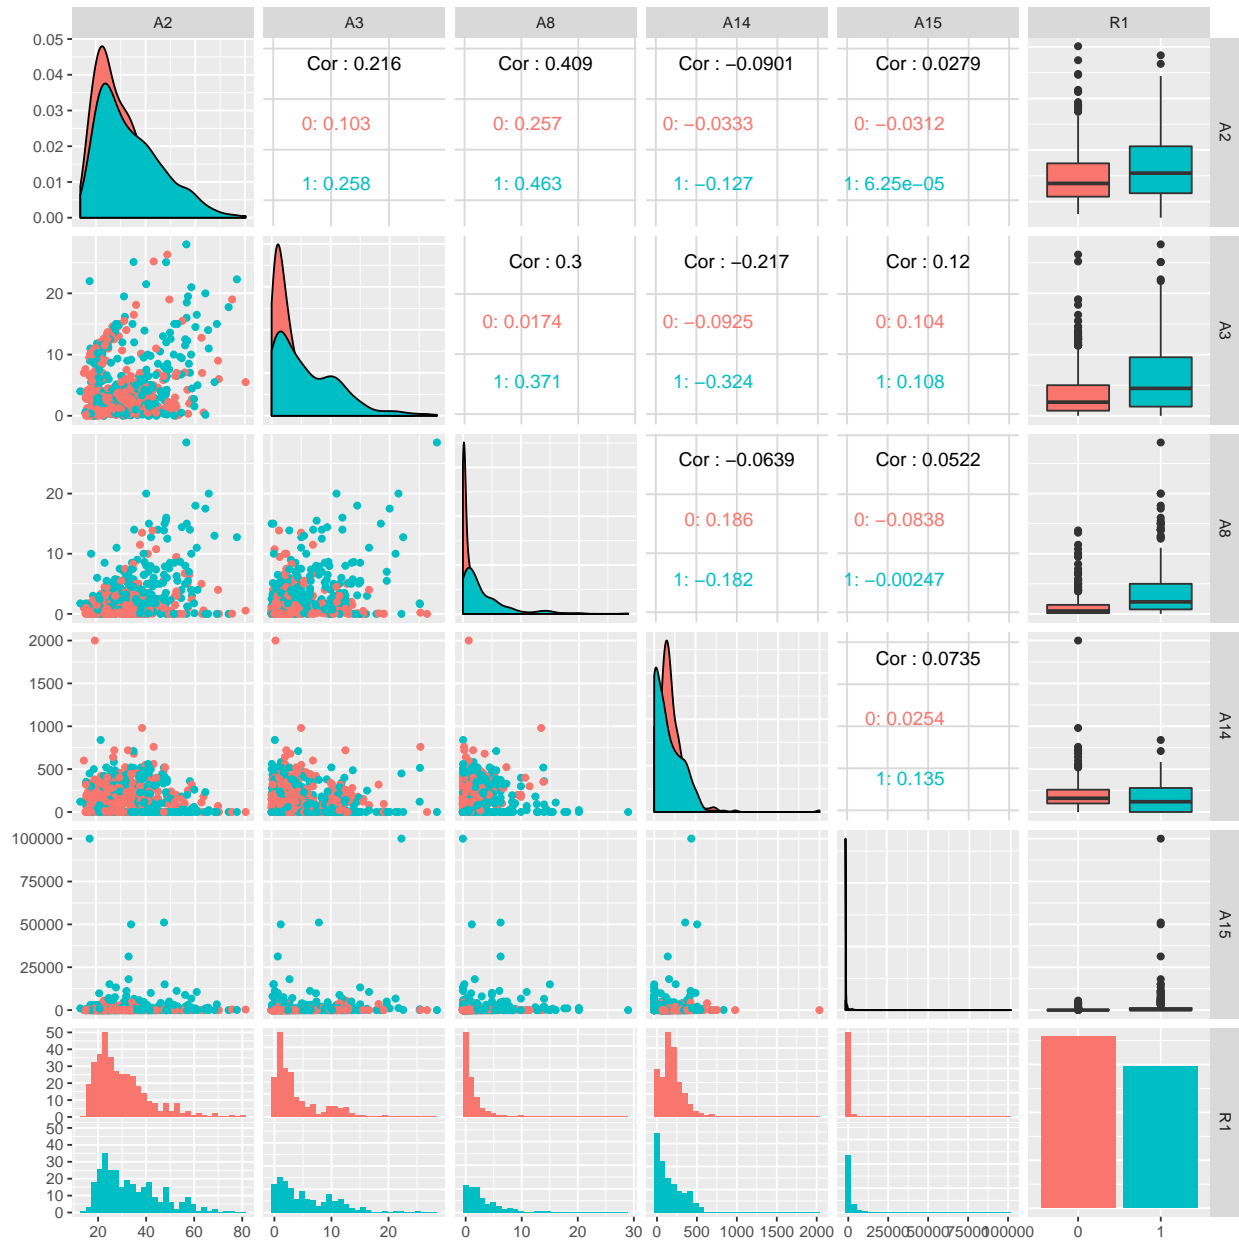 A2 A3 A8 A14 A15 R1
0.05
0.04
0.03
0.02
0.01
0.00
Cor : 0.216
0: 0.103
1: 0.258
Cor : 0.409
0: 0.257
1: 0.463
Cor : −0.0901
0: −0.0333
1: −0.127
Cor : 0.0279
0: −0.0312
1: 6.25e−05
A2
20
10
0
Cor : 0.3
0: 0.0174
1: 0.371
Cor : −0.217
0: −0.0925
1: −0.324
Cor : 0.12
0: 0.104
1: 0.108
A3
20
10
0
Cor : −0.0639
0: 0.186
1: −0.182
Cor : 0.0522
0: −0.0838
1: −0.00247
A8
2000
1500
1000
500
0
Cor : 0.0735
0: 0.0254
1: 0.135
A14
100000
75000
50000
25000
0
A15
50
40
30
20
10
0
50
40
30
20
10
0
R1
20 40 60 80
0 10 20
0 10 20 30
0 500 1000 1500 2000
0 25000 50000 75000 100000
0 1